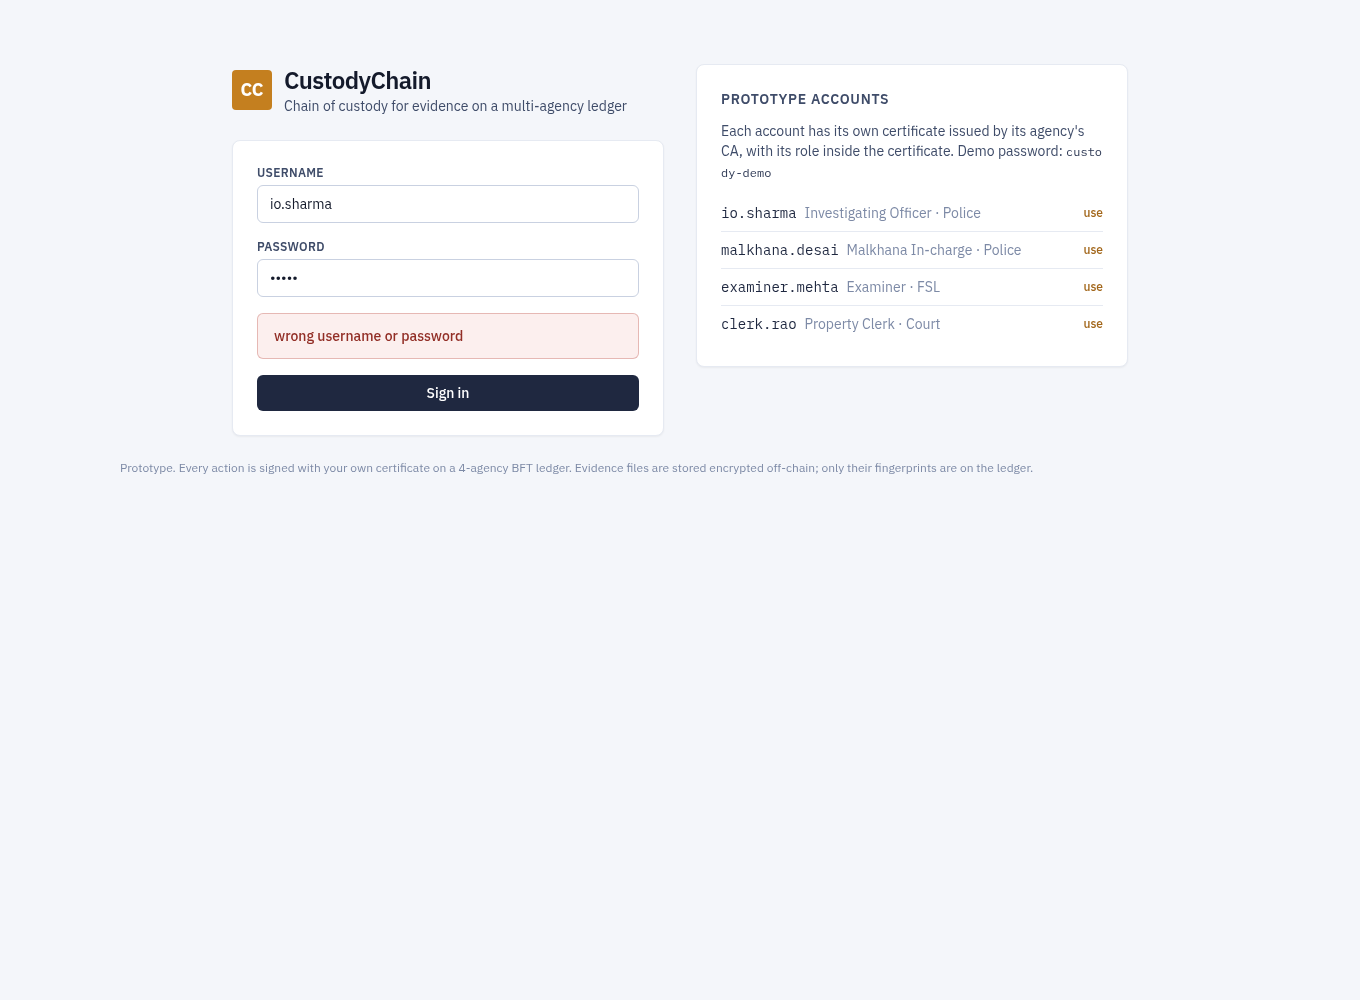 CC
CustodyChain
Chain of custody for evidence on a multi-agency ledger
USERNAME
io.sharma
PASSWORD
•••••
wrong username or password
Sign in
PROTOTYPE ACCOUNTS
Each account has its own certificate issued by its agency's
CA, with its role inside the certificate. Demo password: custo
dy-demo
io.sharma Investigating Officer · Police use
malkhana.desai Malkhana In-charge · Police use
examiner.mehta Examiner · FSL use
clerk.rao Property Clerk · Court use
Prototype. Every action is signed with your own certificate on a 4-agency BFT ledger. Evidence files are stored encrypted off-chain; only their fingerprints are on the ledger.